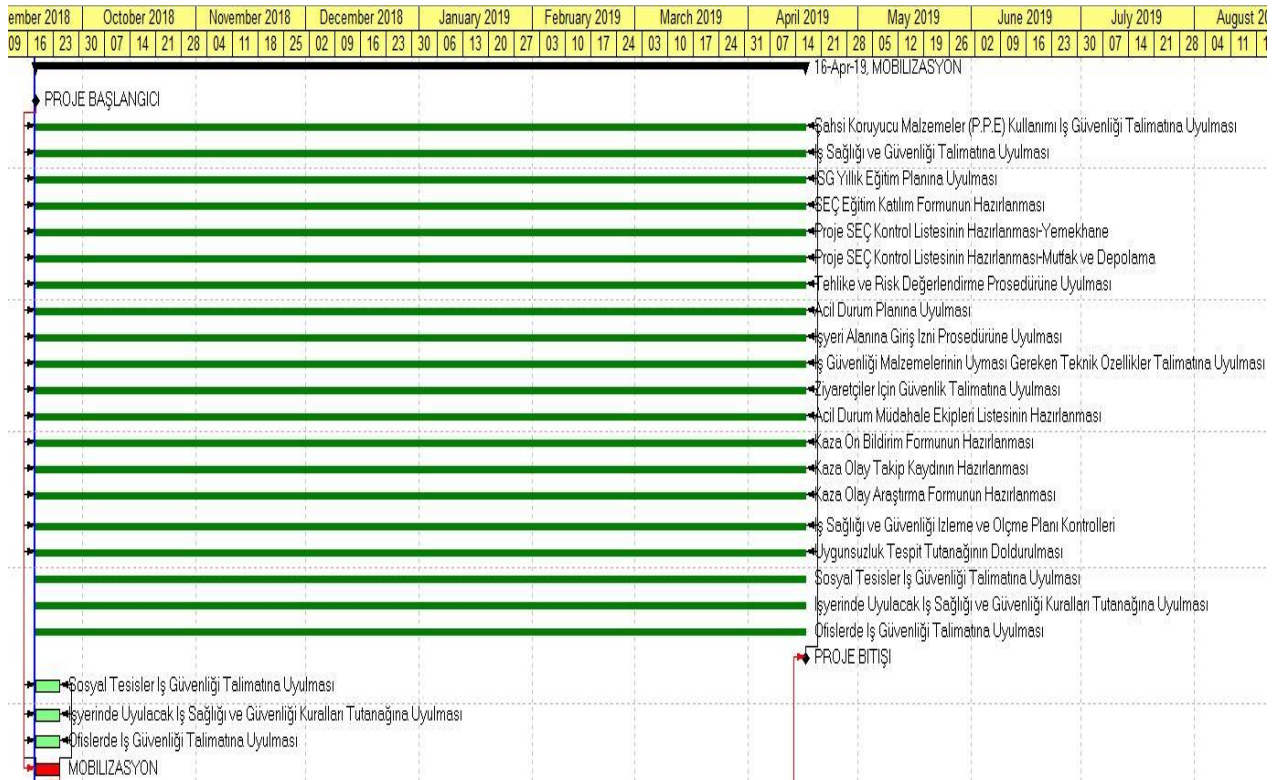 ember 2018 October 2018 November 2018 December 2018 January 2019 February 2019 March 2019 April 2019 May 2019 June 2019 July 2019 August 20
09 16 23 30 07 14 21 28 04 11 18 25 02 09 16 23 30 06 13 20 27 03 10 17 24 03 10 17 24 31 07 14 21 28 05 12 19 26 02 09 16 23 30 07 14 21 28 04 11 1
16-Apr-19, MOBILIZASYON
PROJE BAŞLANGICI
Şahsi Koruyucu Malzemeler (P.P.E) Kullanımı Iş Güvenliği Talimatına Uyulması
Iş Sağlığı ve Güvenliği Talimatına Uyulması
ISG Yıllık Eğitim Planına Uyulması
SEÇ Eğitim Katılım Formunun Hazırlanması
Proje SEÇ Kontrol Listesinin Hazırlanması-Yemekhane
Proje SEÇ Kontrol Listesinin Hazırlanması-Mutfak ve Depolama
Tehlike ve Risk Değerlendirme Prosedürüne Uyulması
Acil Durum Planına Uyulması
Işyeri Alanına Giriş Izni Prosedürüne Uyulması
Iş Güvenliği Malzemelerinin Uyması Gereken Teknik Ozellikler Talimatına Uyulması
Ziyaretçiler Için Güvenlik Talimatına Uyulması
Acil Durum Müdahale Ekipleri Listesinin Hazırlanması
Kaza On Bildirim Formunun Hazırlanması
Kaza Olay Takip Kaydının Hazırlanması
Kaza Olay Araştırma Formunun Hazırlanması
Iş Sağlığı ve Güvenliği Izleme ve Olçme Planı Kontrolleri
Uygunsuzluk Tespit Tutanağının Doldurulması
Sosyal Tesisler Iş Güvenliği Talimatına Uyulması
Işyerinde Uyulacak Iş Sağlığı ve Güvenliği Kuralları Tutanağına Uyulması
Ofislerde Iş Güvenliği Talimatına Uyulması
PROJE BITIŞI
Sosyal Tesisler Iş Güvenliği Talimatına Uyulması
Işyerinde Uyulacak Iş Sağlığı ve Güvenliği Kuralları Tutanağına Uyulması
Ofislerde Iş Güvenliği Talimatına Uyulması
MOBILIZASYON